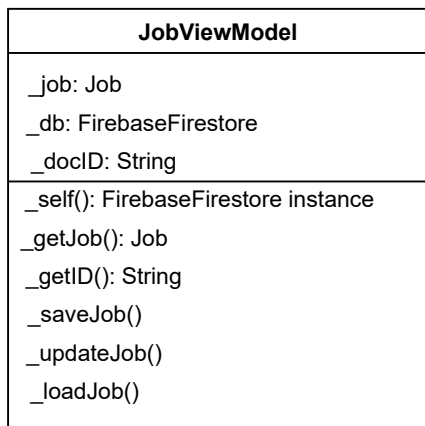 JobViewModel
_job: Job
_db: FirebaseFirestore
_docID: String
_self(): FirebaseFirestore instance
_getJob(): Job
_getID(): String
_saveJob()
_updateJob()
_loadJob()